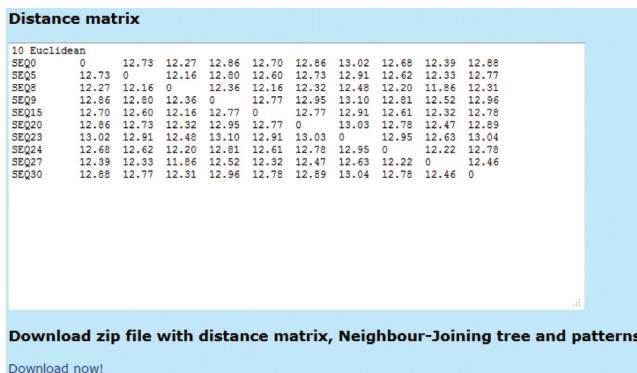 Distance matrix
10 Euclidean
SEQ0 0 12.73 12.27 12.86 12.70 12.86 13.02 12.68 12.39 12.88
SEQ5 12.73 0 12.16 12.80 12.60 12.73 12.91 12.62 12.33 12.77
SEQ8 12.27 12.16 0 12.36 12.16 12.32 12.48 12.20 11.86 12.31
SEQ9 12.86 12.80 12.36 0 12.77 12.95 13.10 12.81 12.52 12.96
SEQ15 12.70 12.60 12.16 12.77 0 12.77 12.91 12.61 12.32 12.78
SEQ20 12.86 12.73 12.32 12.95 12.77 0 13.03 12.78 12.47 12.89
SEQ23 13.02 12.91 12.48 13.10 12.91 13.03 0 12.95 12.63 13.04
SEQ24 12.68 12.62 12.20 12.81 12.61 12.78 12.95 0 12.22 12.78
SEQ27 12.39 12.33 11.86 12.52 12.32 12.47 12.63 12.22 0 12.46
SEQ30 12.88 12.77 12.31 12.96 12.78 12.89 13.04 12.78 12.46 0
Download zip file with distance matrix, Neighbour-Joining tree and patterns
Download now!